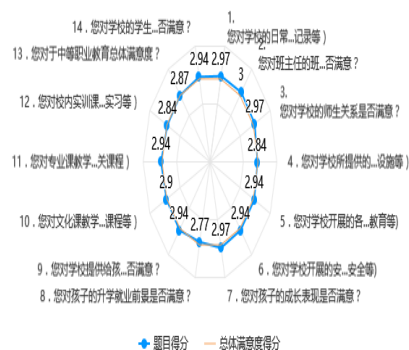 1.
您对学校的日常...记录等）
2.
您对班主任的班...否满意？
3.
您对学校的师生关系是否满意？
4．您对学校所提供的...设施等）
5．您对学校开展的各...教育等)
6．您对学校开展的安...安全等)
7．您对孩子的成长表现是否满意？
8．您对孩子的升学就业前景是否满意？
9．您对学校提供给孩...否满意？
10．您对文化课教学...课程等）
11．您对专业课教学...关课程）
12．您对校内实训课...实习等）
13．您对于中等职业教育总体满意度？
14．您对学校的学生...否满意？
2.97
3
2.97
2.84
2.94
2.94
2.97
2.77
2.94
2.9
2.94
2.84
2.87
2.94
题目得分
总体满意度得分